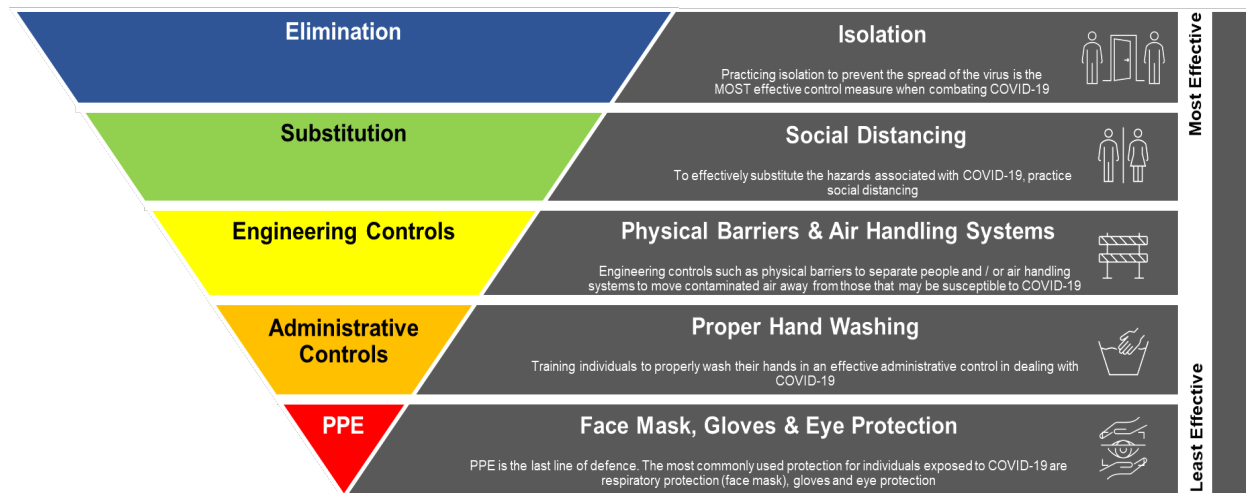 Elimination
Isolation
Practicing isolation to prevent the spread of the virus is the
MOST effective control measure when combating COVID-19
Substitution
Social Distancing
To effectively substitute the hazards associated with COVID-19, practice
social distancing
Engineering Controls
Physical Barriers & Air Handling Systems
Engineering controls such as physical barriers to separate people and / or air handling
systems to move contaminated air away from those that may be susceptible to COVID-19
Administrative
Controls
Proper Hand Washing
Training individuals to properly wash their hands in an effective administrative control in dealing with
COVID-19
PPE
Face Mask, Gloves & Eye Protection
PPE is the last line of defence. The most commonly used protection for individuals exposed to COVID-19 are
respiratory protection (face mask), gloves and eye protection
Most Effective
Least Effective